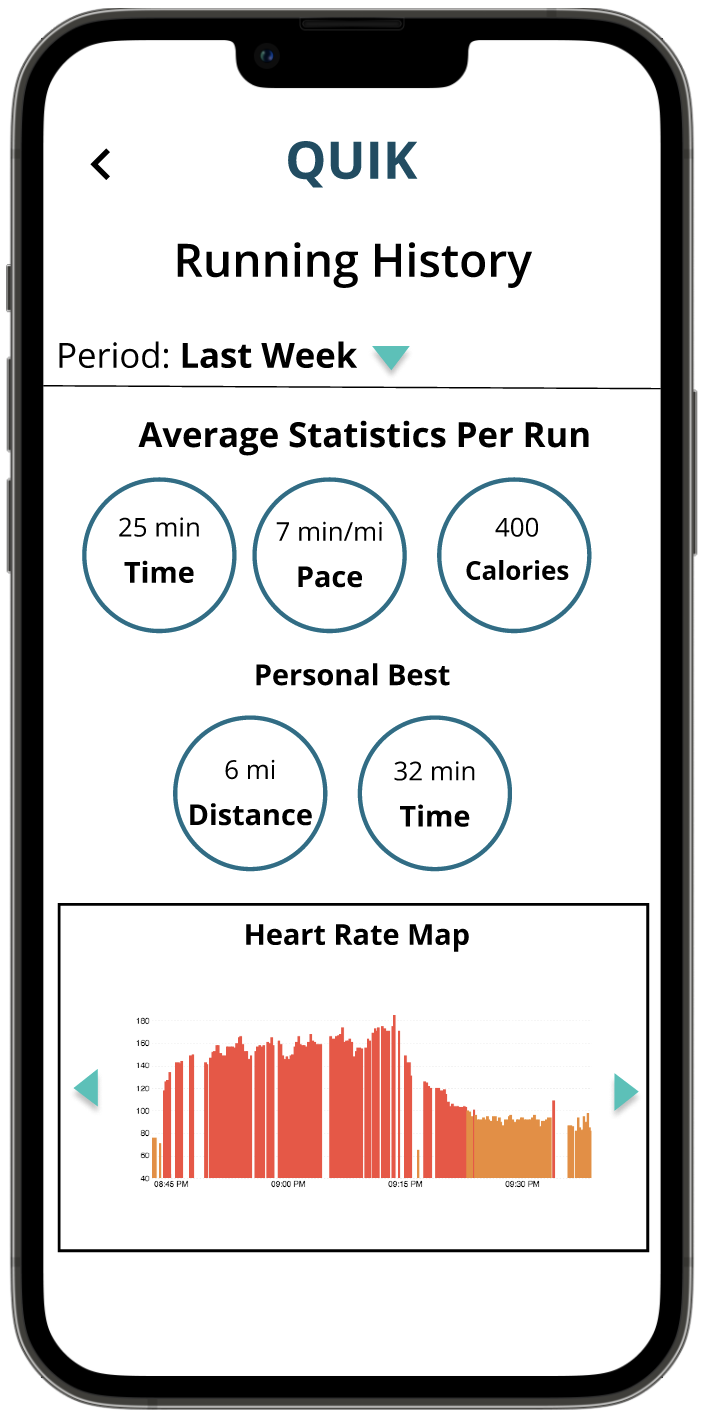 QUIK
Running History
Period: Last Week
Average Statistics Per Run
25 min
Time
7 min/mi
Pace
400
Calories
Personal Best
6 mi
Distance
32 min
Time
Heart Rate Map
180
160
140
120
100
80
60
40
08:45 PM 09:00 PM 09:15 PM 09:30 PM